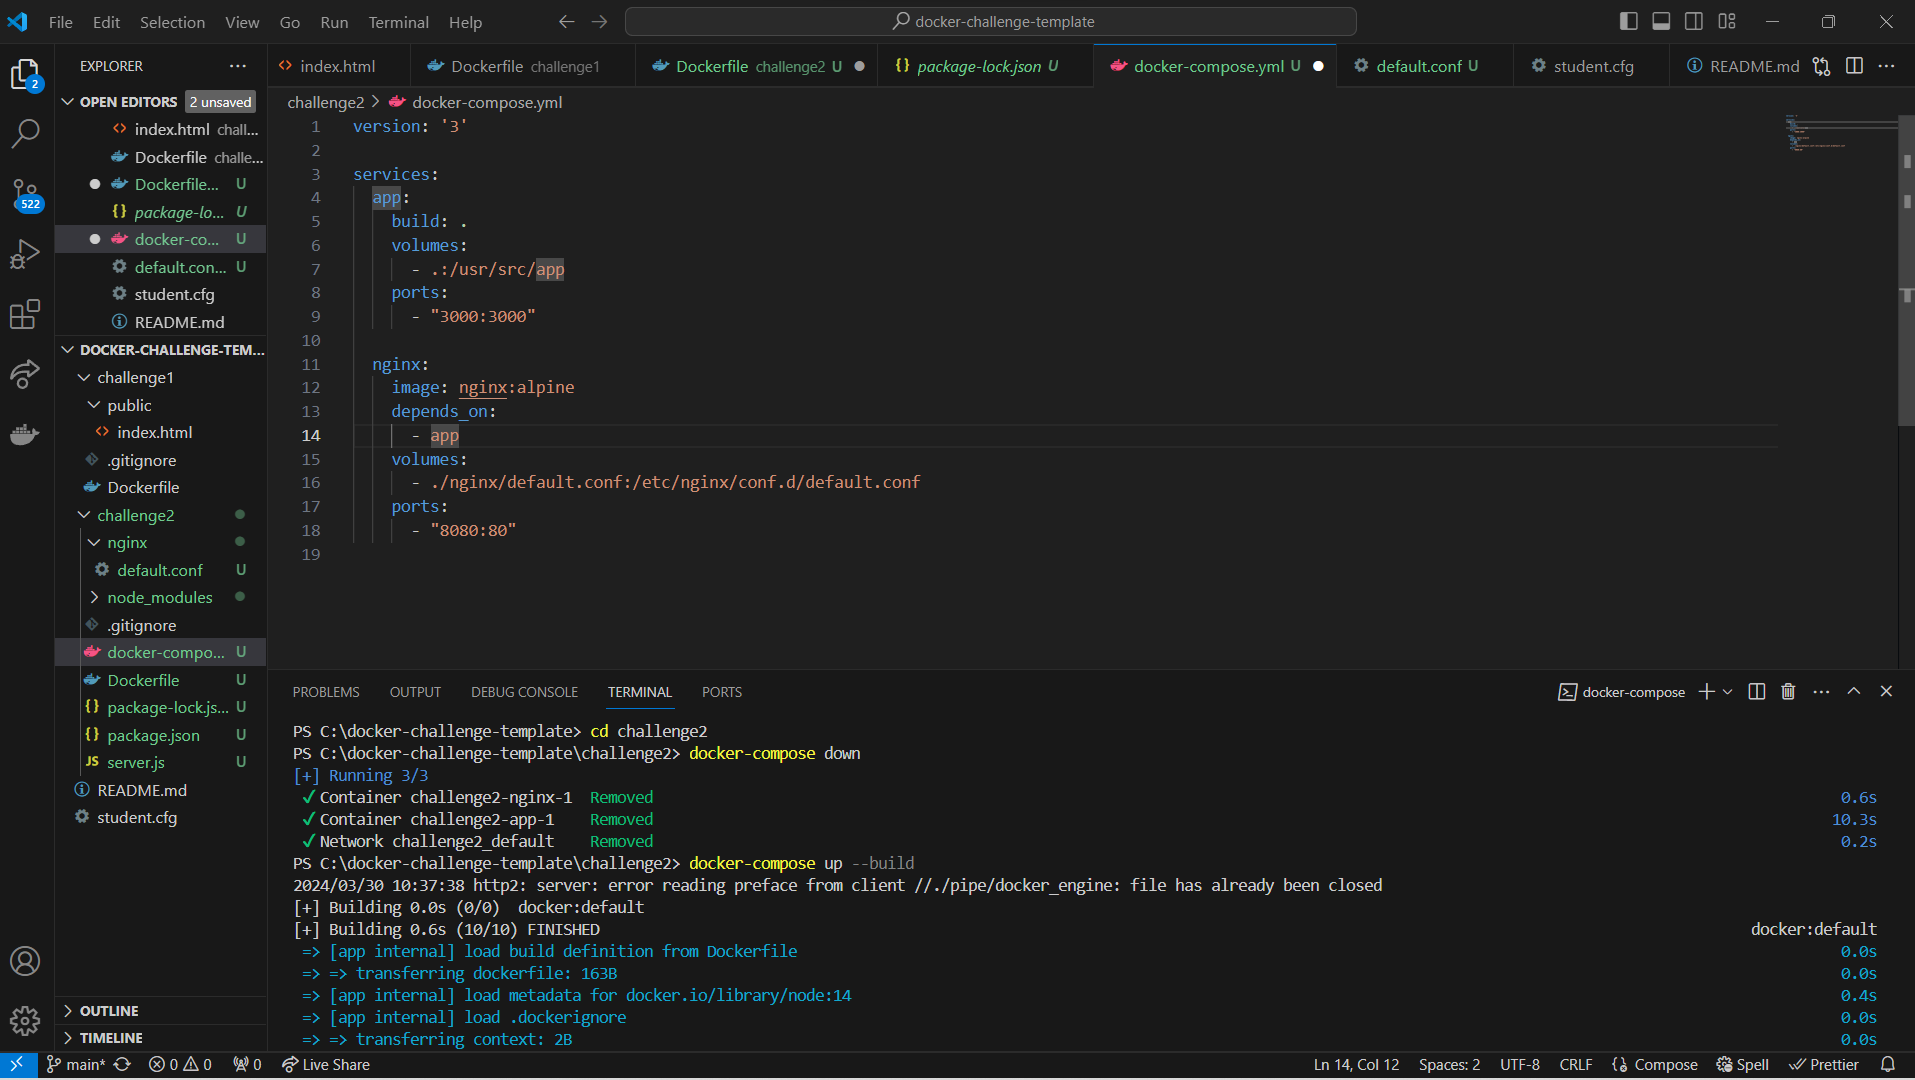 File Edit Selection View Go Run Terminal Help docker-challenge-template
EXPLORER
OPEN EDITORS 2 unsaved
index.html chall...
Dockerfile challe...
Dockerfile... U
package-lo... U
docker-co... U
default.con... U
student.cfg
README.md
DOCKER-CHALLENGE-TEM...
challenge1
public
index.html
.gitignore
Dockerfile
challenge2
nginx
default.conf U
node_modules
.gitignore
docker-compo... U
Dockerfile U
package-lock.js... U
package.json U
server.js U
README.md
student.cfg
OUTLINE
TIMELINE
2
522
index.html Dockerfile challenge1 Dockerfile challenge2 U package-lock.json U docker-compose.yml U default.conf U student.cfg README.md
challenge2 > docker-compose.yml
1 version: '3'
2
3 services:
4 app:
5 build: .
6 volumes:
7 - .:/usr/src/app
8 ports:
9 - "3000:3000"
10
11 nginx:
12 image: nginx:alpine
13 depends_on:
14 - app
15 volumes:
16 - ./nginx/default.conf:/etc/nginx/conf.d/default.conf
17 ports:
18 - "8080:80"
19
PROBLEMS OUTPUT DEBUG CONSOLE TERMINAL PORTS docker-compose
PS C:\docker-challenge-template> cd challenge2
PS C:\docker-challenge-template\challenge2> docker-compose down
[+] Running 3/3
✓Container challenge2-nginx-1 Removed 0.6s
✓Container challenge2-app-1 Removed 10.3s
✓Network challenge2_default Removed 0.2s
PS C:\docker-challenge-template\challenge2> docker-compose up --build
2024/03/30 10:37:38 http2: server: error reading preface from client //./pipe/docker_engine: file has already been closed
[+] Building 0.0s (0/0) docker:default
[+] Building 0.6s (10/10) FINISHED docker:default
=> [app internal] load build definition from Dockerfile 0.0s
=> => transferring dockerfile: 163B 0.0s
=> [app internal] load metadata for docker.io/library/node:14 0.4s
=> [app internal] load .dockerignore 0.0s
=> => transferring context: 2B 0.0s
main* 0 0 0 Live Share Ln 14, Col 12 Spaces: 2 UTF-8 CRLF Compose Spell Prettier